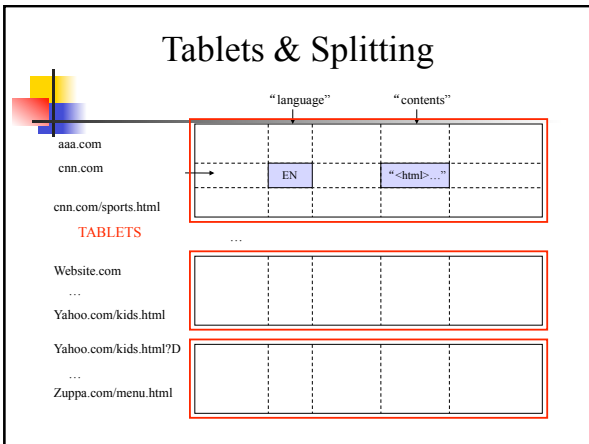 Tablets & Splitting
“language” “contents”
aaa.com
cnn.com EN “<html>…”
cnn.com/sports.html
TABLETS …
Website.com
…
Yahoo.com/kids.html
Yahoo.com/kids.html?D
…
Zuppa.com/menu.html